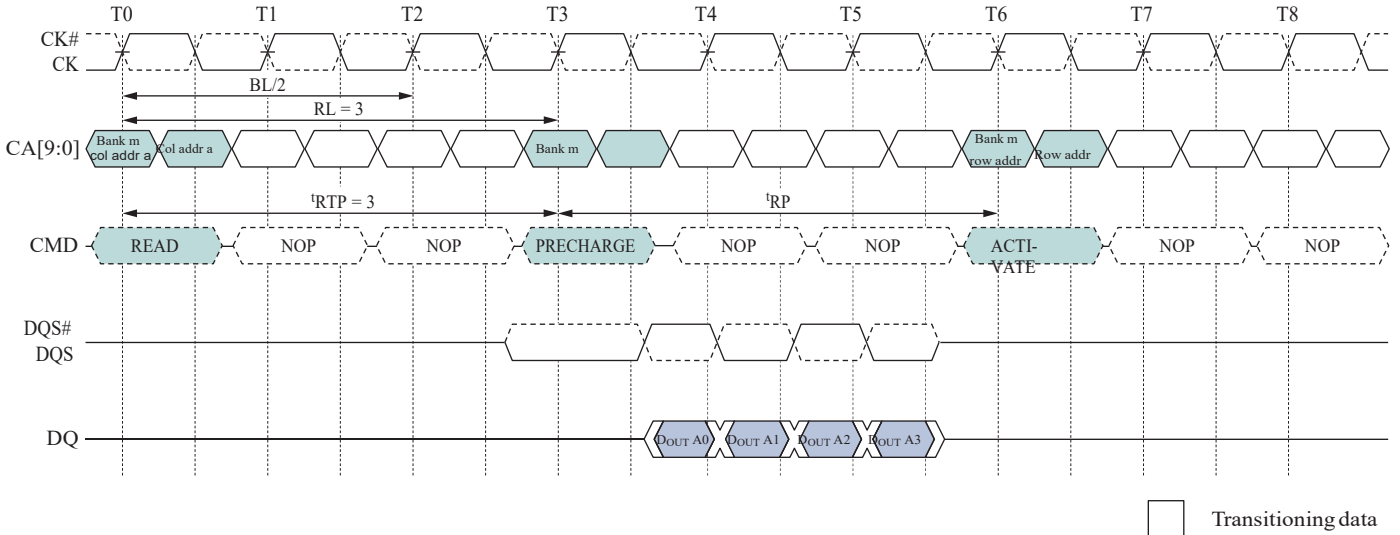 T0 T1 T2 T3 T4 T5 T6 T7 T8
CK#
CK
BL/2
RL = 3
CA[9:0]
Bank m
col addr a
Col addr a
Bank m
Bank m
row addr
Row addr
tRTP = 3
tRP
CMD
READ NOP NOP PRECHARGE NOP NOP ACTI-
VATE
NOP NOP
DQS#
DQS
DQ
DOUT A0 DOUT A1 DOUT A2 DOUT A3
Transitioning data